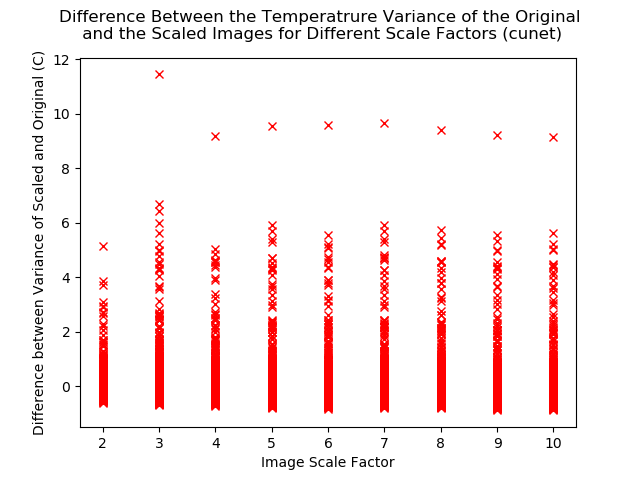 Difference Between the Temperatrure Variance of the Original
and the Scaled Images for Different Scale Factors (cunet)
Difference between Variance of Scaled and Original (C)
12
10
8
6
4
2
0
2 3 4 5 6 7 8 9 10
Image Scale Factor